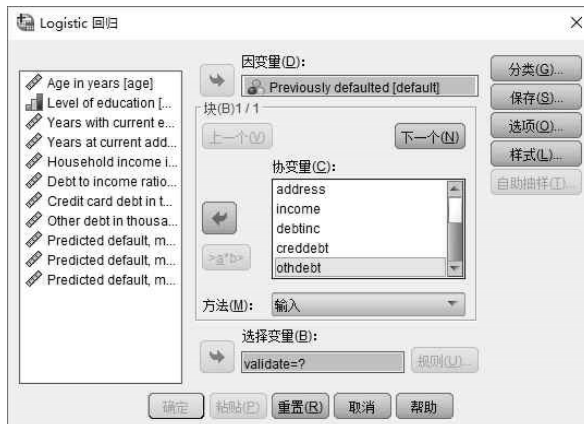 Logistic 回归
Age in years [age]
Level of education [...
Years with current e...
Years at current add...
Household income i...
Debt to income ratio...
Credit card debt in t...
Other debt in thousa...
Predicted default, m...
Predicted default, m...
Predicted default, m...
因变量(D):
Previously defaulted [default]
块(B)1 / 1
上一个(V)
下一个(N)
协变量(C):
address
income
debtinc
creddebt
othdebt
>a*b>
方法(M):
输入
选择变量(B):
validate=?
规则(U)...
分类(G)...
保存(S)...
选项(O)...
样式(L)...
自助抽样(T)...
确定
粘贴(P)
重置(R)
取消
帮助